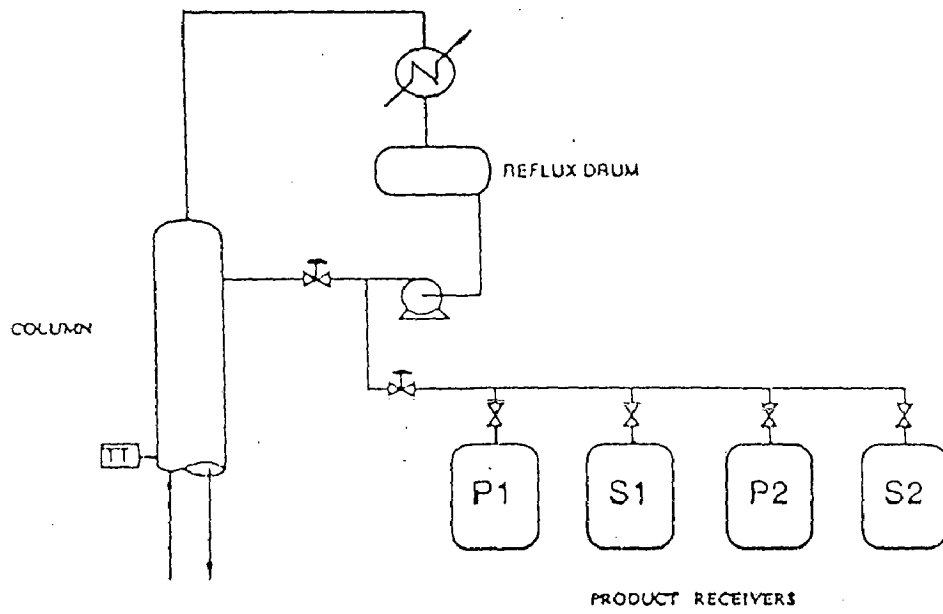 REFLUX DRUM
COLUMN
TT
P1
S1
P2
S2
PRODUCT RECEIVERS